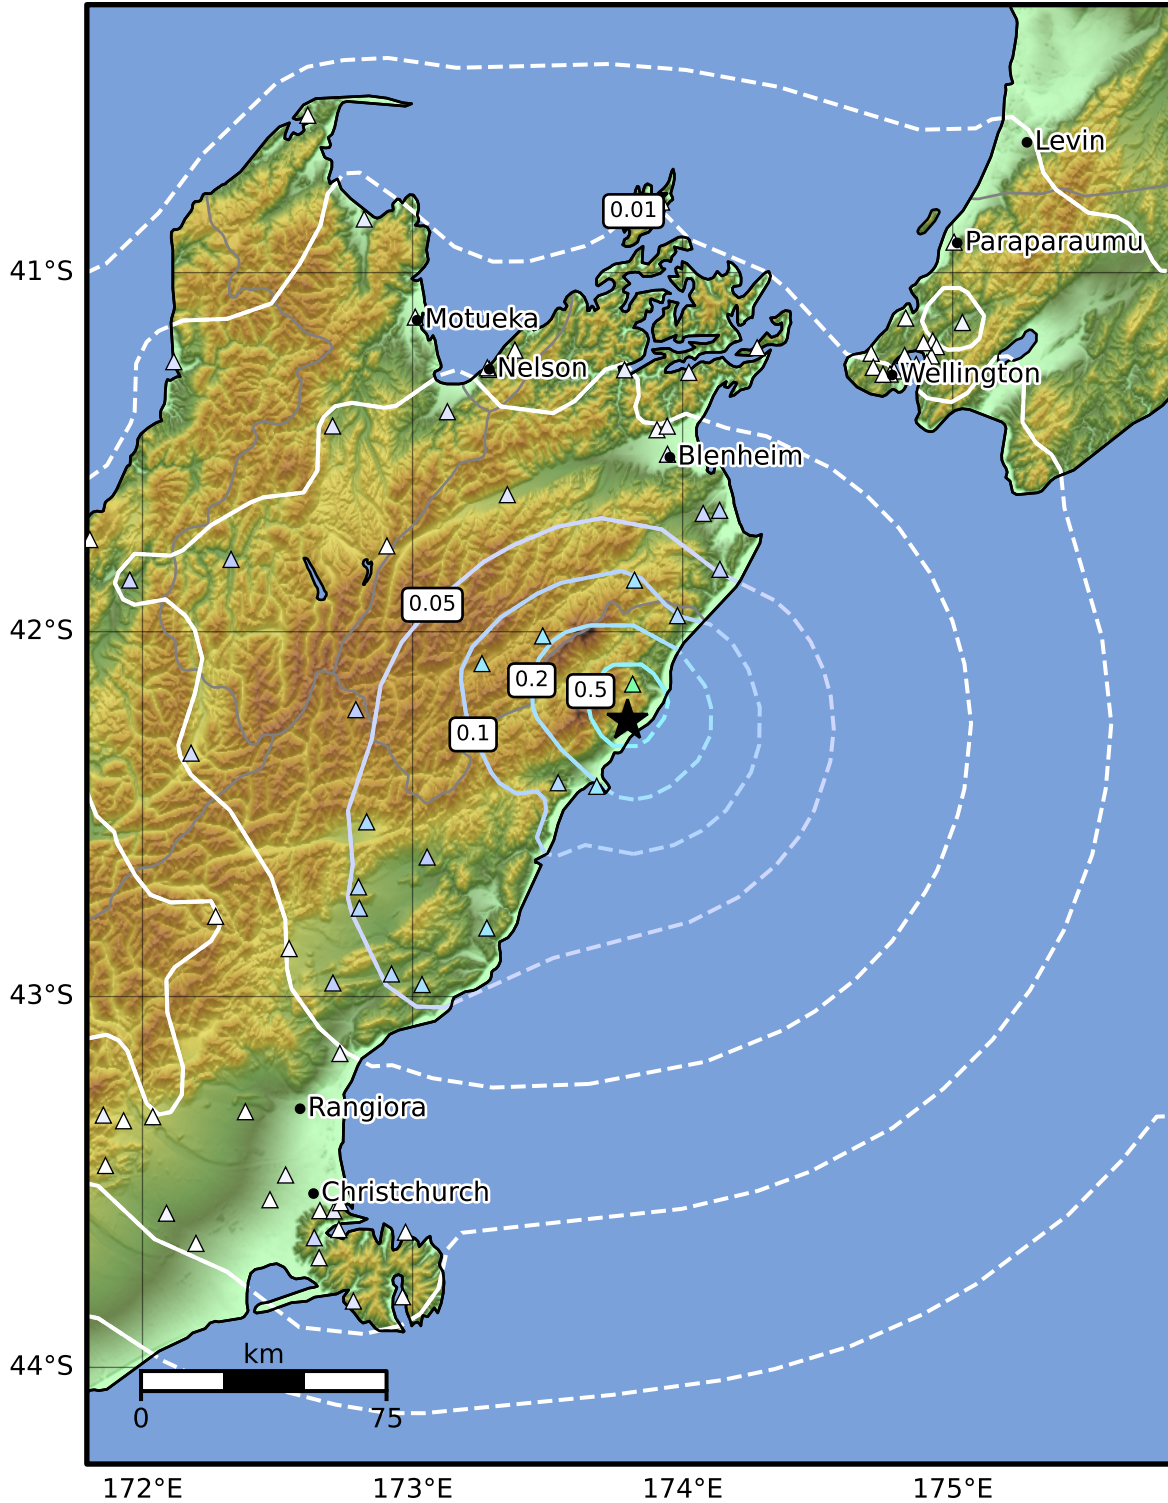 Levin
0.01
Paraparaumu
41°S
Motueka
Nelson
Wellington
Blenheim
0.05
42°S
0.2
0.5
0.1
43°S
Rangiora
Christchurch
km
44°S
0
75
172°E
173°E
174°E
175°E